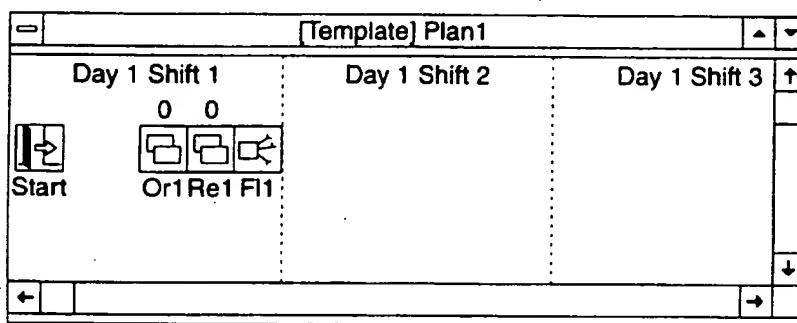 [Template] Plan1
Day 1 Shift 1 Day 1 Shift 2 Day 1 Shift 3
0 0
Start Or1 Re1 Fl1